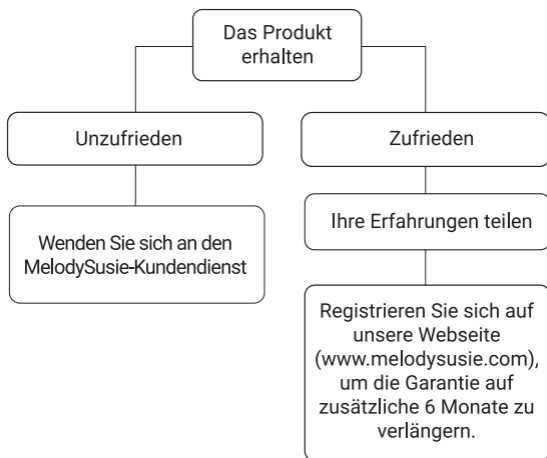 Das Produkt
erhalten
Unzufrieden
Zufrieden
Wenden Sie sich an den
MelodySusie-Kundendienst
Ihre Erfahrungen teilen
Registrieren Sie sich auf
unsere Webseite
(www.melodysusie.com),
um die Garantie auf
zusätzliche 6 Monate zu
verlängern.